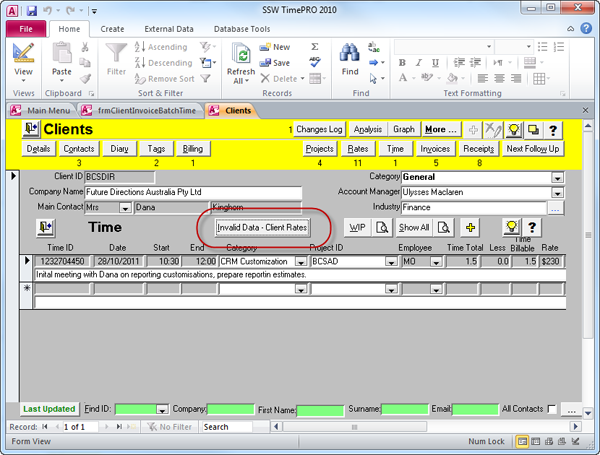 SSW TimePRO 2010
File Home Create External Data Database Tools
View Paste Filter Ascending Descending Remove Sort Refresh All New Save Find
Views Clipboard Sort & Filter Records Find Text Formatting
Main Menu frmClientInvoiceBatchTime Clients
Clients 1 Changes Log Analysis Graph More ...
Details Contacts Diary Tags Billing Projects Rates Time Invoices Receipts Next Follow Up
3 2 1 4 11 1 5 8
Client ID BCSDIR Category General
Company Name Future Directions Australia Pty Ltd Account Manager Ulysses Maclaren
Main Contact Mrs Dana Kinghorn Industry Finance ...
Time Invalid Data - Client Rates WIP Show All
Time ID Date Start End Category Project ID Employee Time Total Less Time Billable Rate
1232704450 28/10/2011 10:30 12:00 CRM Customization BCSAD MO 1.5 0.0 1.5 $230
Inital meeting with Dana on reporting customisations, prepare reportin estimates.
Last Updated Find ID: Company: First Name: Surname: Email: All Contacts ...
Record: 1 of 1 No Filter Search
Form View Num Lock